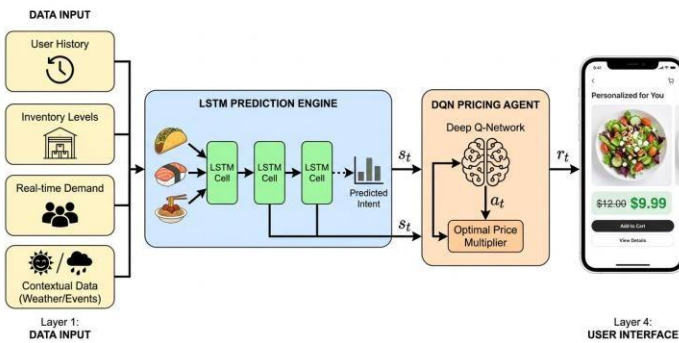 DATA INPUT
User History
Inventory Levels
Real-time Demand
Contextual Data
(Weather/Events)
Layer 1:
DATA INPUT
LSTM PREDICTION ENGINE
LSTM
Cell
LSTM
Cell
LSTM
Cell
Predicted
Intent
s_t
s_t
DQN PRICING AGENT
Deep Q-Network
a_t
Optimal Price
Multiplier
r_t
9:41
Personalized for You
$12.00 $9.99
Add to Cart
View Details
Layer 4:
USER INTERFACE